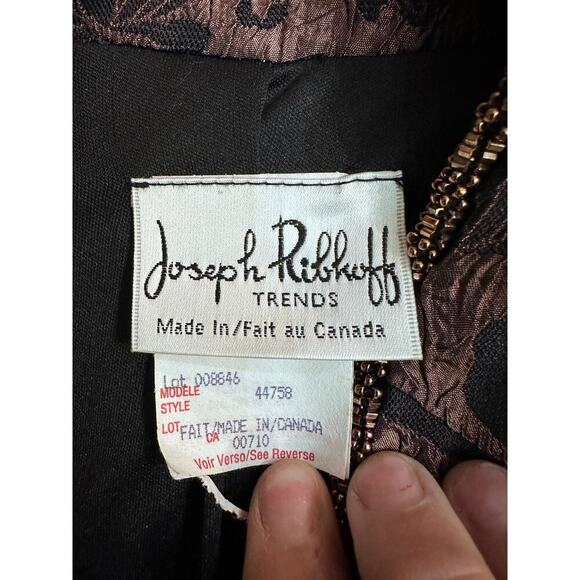 Joseph Ribkoff
TRENDS
Made In/Fait au Canada
Lot 008846
MODÈLE 44758
STYLE
LOT FAIT/MADE IN/CANADA
CA 00710
Voir Verso/See Reverse